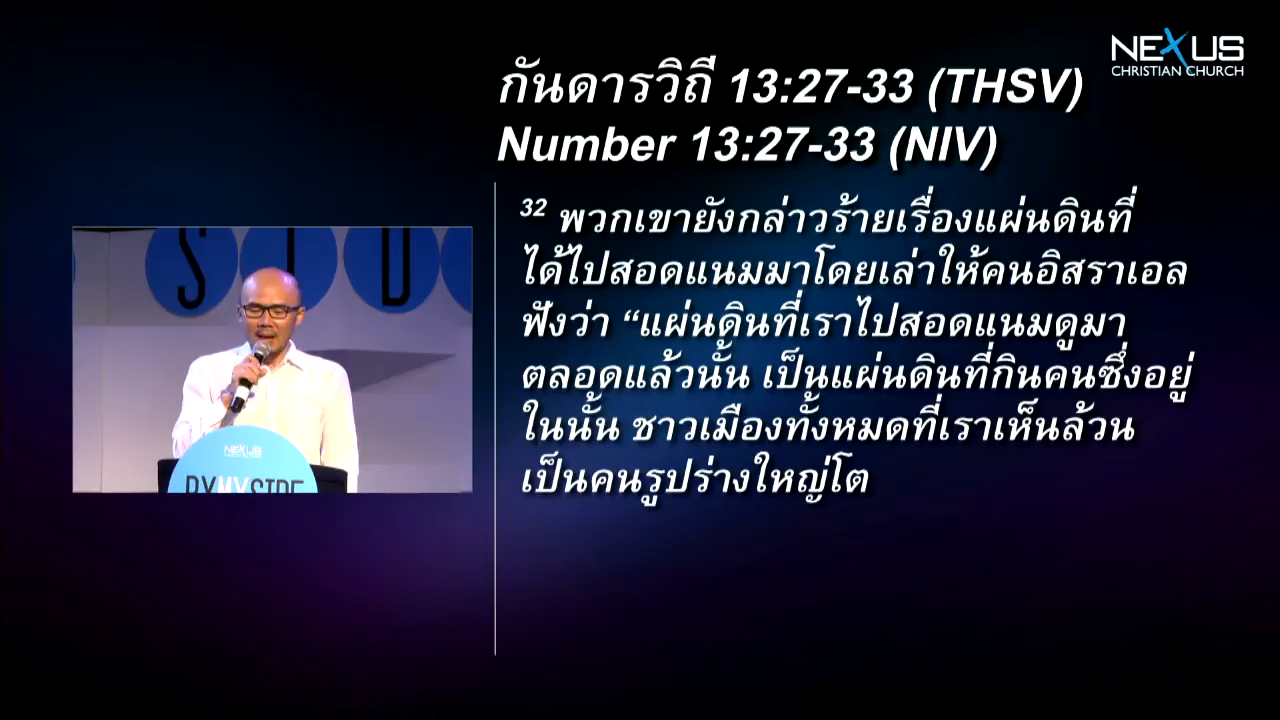 NEXUS
CHRISTIAN CHURCH
กันดารวิถี 13:27-33 (THSV)
Number 13:27-33 (NIV)
32 พวกเขายังกล่าวร้ายเรื่องแผ่นดินที่
ได้ไปสอดแนมมาโดยเล่าให้คนอิสราเอล
ฟังว่า “แผ่นดินที่เราไปสอดแนมดูมา
ตลอดแล้วนั้น เป็นแผ่นดินที่กินคนซึ่งอยู่
ในนั้น ชาวเมืองทั้งหมดที่เราเห็นล้วน
เป็นคนรูปร่างใหญ่โต
S I D
NEXUS
BY MY SIDE